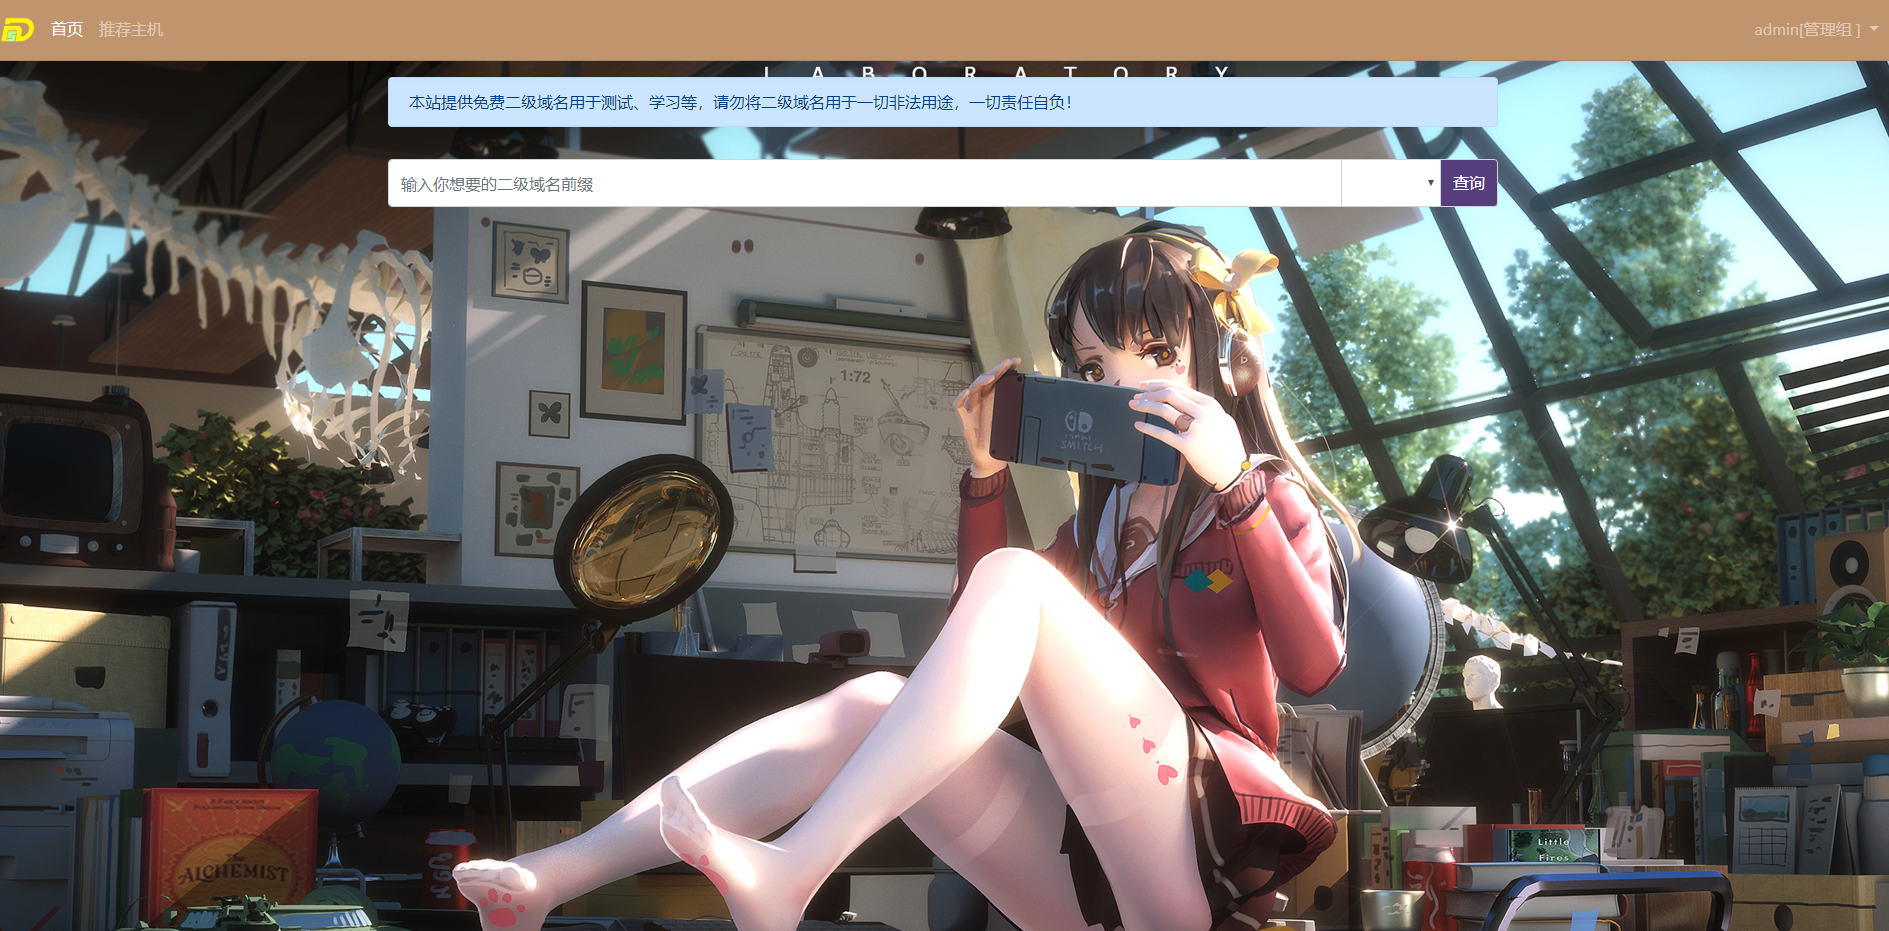 首页 推荐主机 admin[管理组 ]
LABORATORY
本站提供免费二级域名用于测试、学习等，请勿将二级域名用于一切非法用途，一切责任自负！
输入你想要的二级域名前缀 查询
1:72
SWITCH
The
ALCHEMIST
Little
Fires